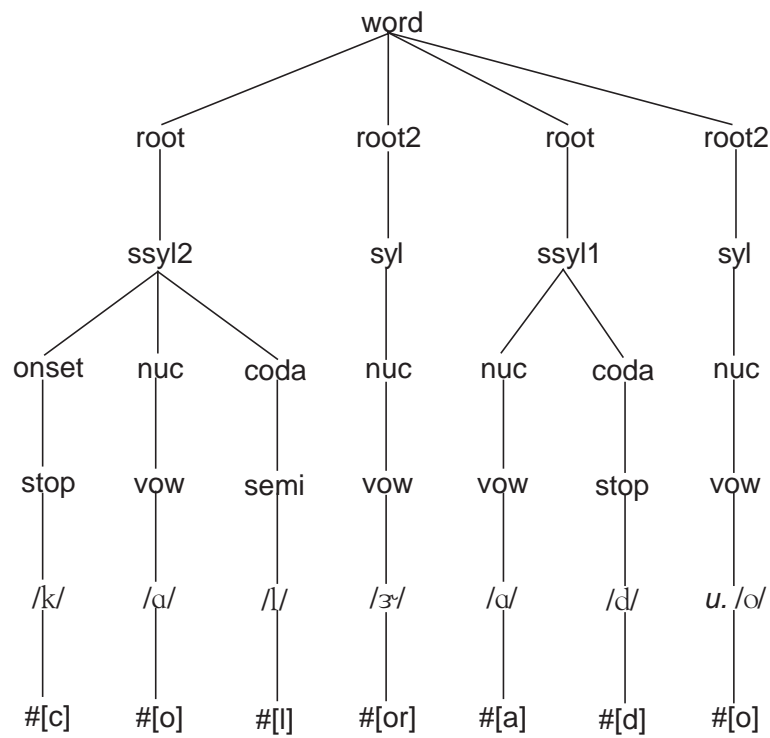 word
root root2 root root2
ssyl2 syl ssyl1 syl
onset nuc coda nuc nuc coda nuc
stop vow semi vow vow stop vow
/k/ /ɑ/ /l/ /ɝ/ /ɑ/ /d/ u. /o/
#[c] #[o] #[l] #[or] #[a] #[d] #[o]